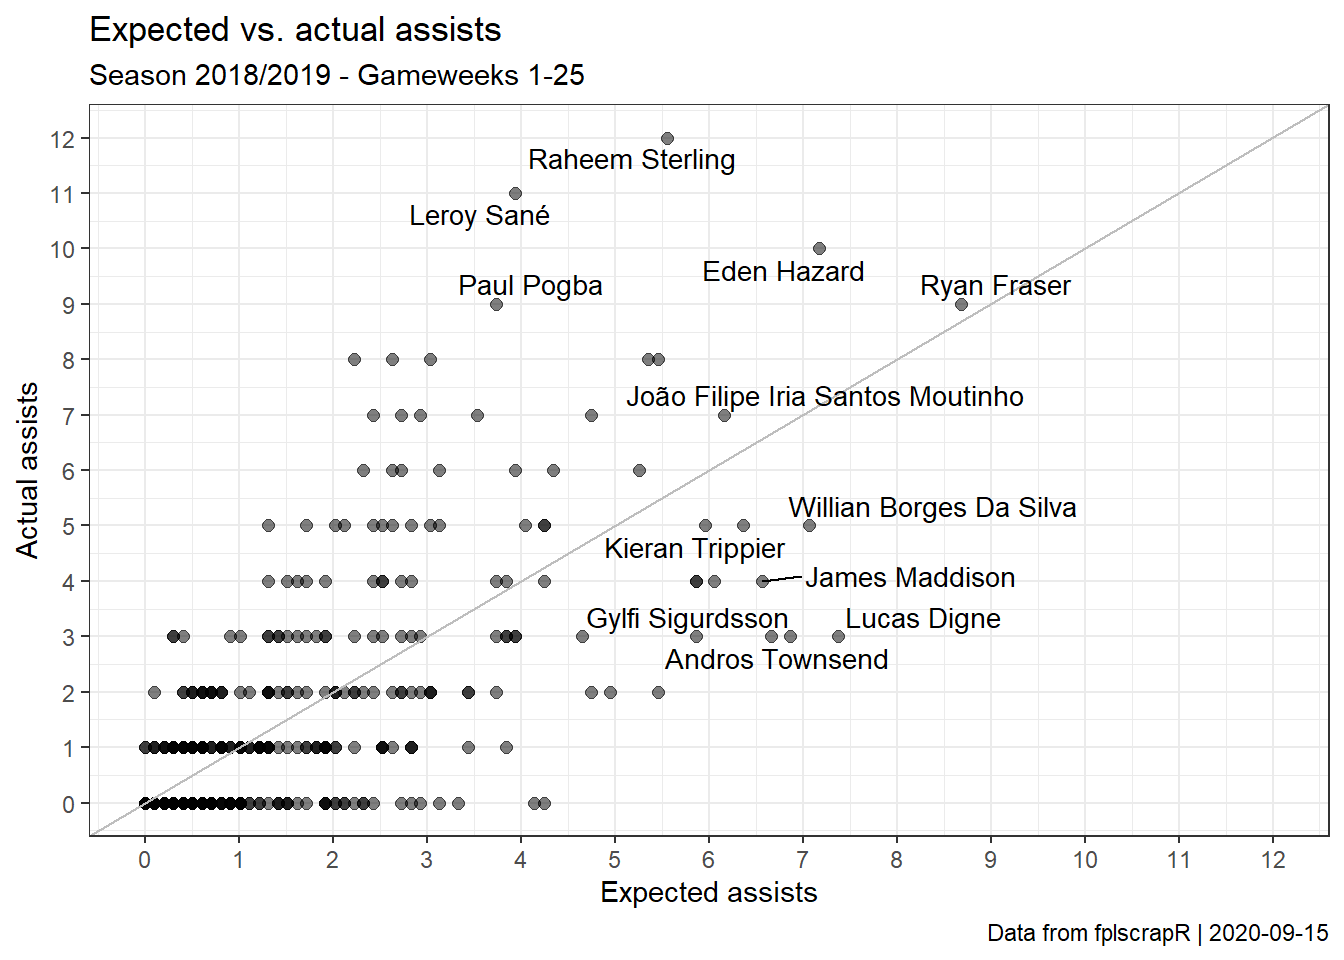 Expected vs. actual assists
Season 2018/2019 - Gameweeks 1-25
12
11
10
9
8
7
6
5
4
3
2
1
0
Actual assists
Raheem Sterling
Leroy Sané
Eden Hazard
Paul Pogba
Ryan Fraser
João Filipe Iria Santos Moutinho
Willian Borges Da Silva
Kieran Trippier
James Maddison
Gylfi Sigurdsson
Lucas Digne
Andros Townsend
0 1 2 3 4 5 6 7 8 9 10 11 12
Expected assists
Data from fplscrapR | 2020-09-15